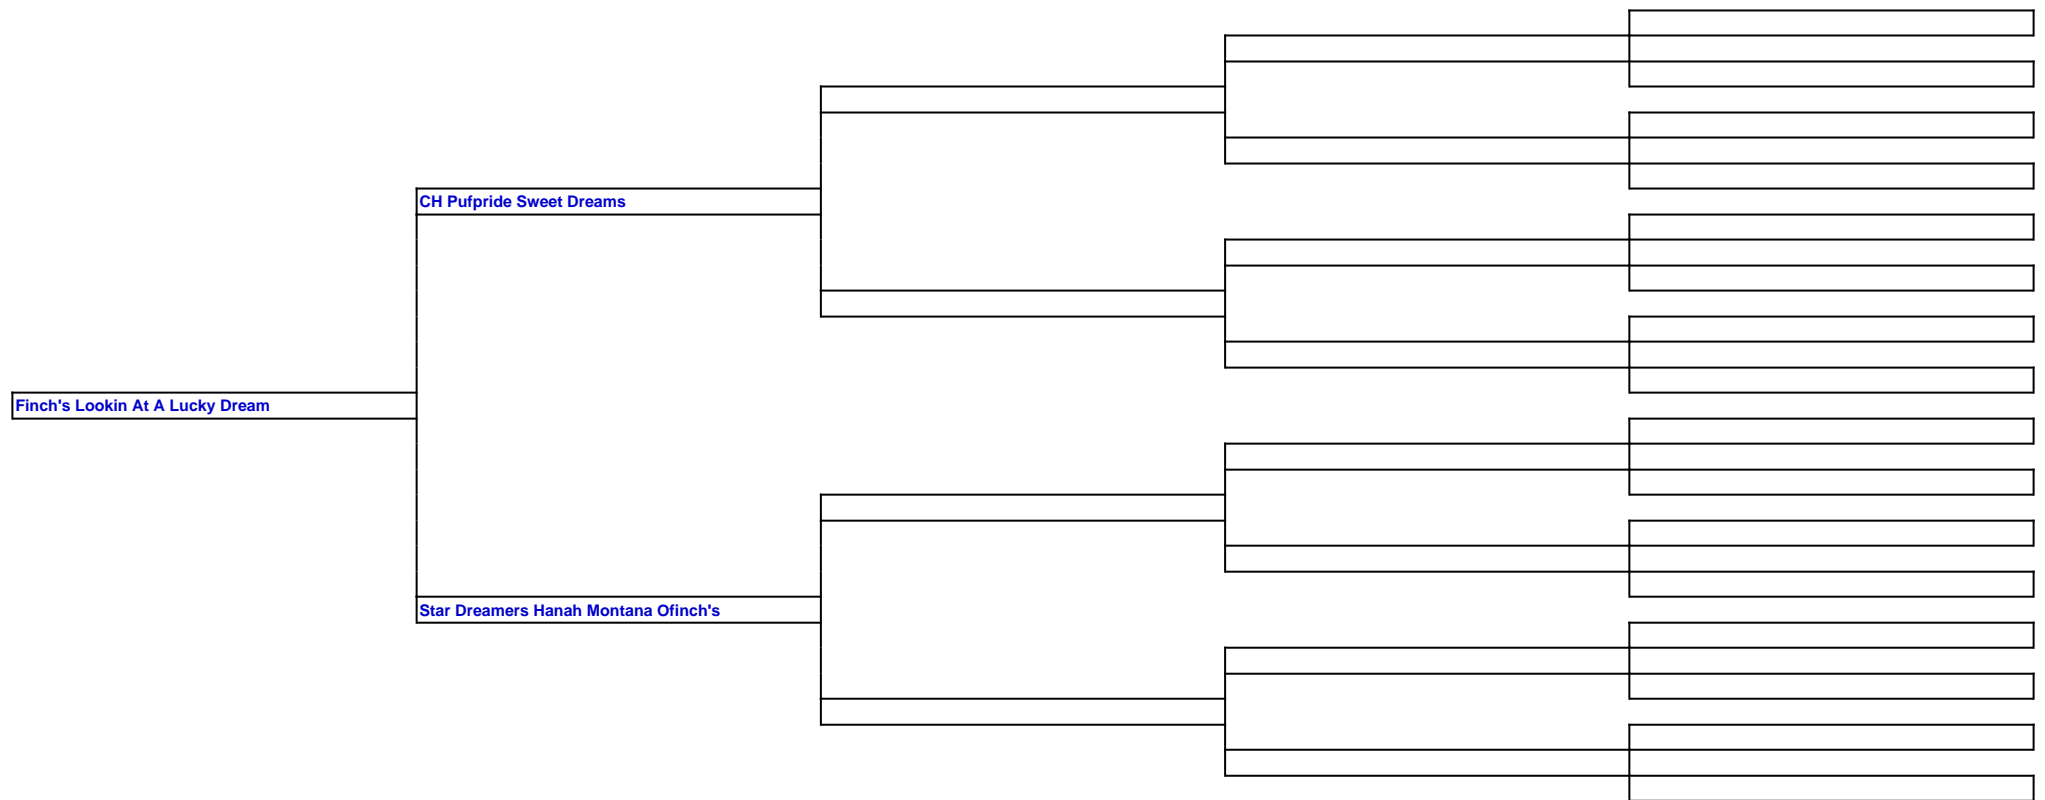 CH Pufpride Sweet Dreams
Finch's Lookin At A Lucky Dream
Star Dreamers Hanah Montana Ofinch's